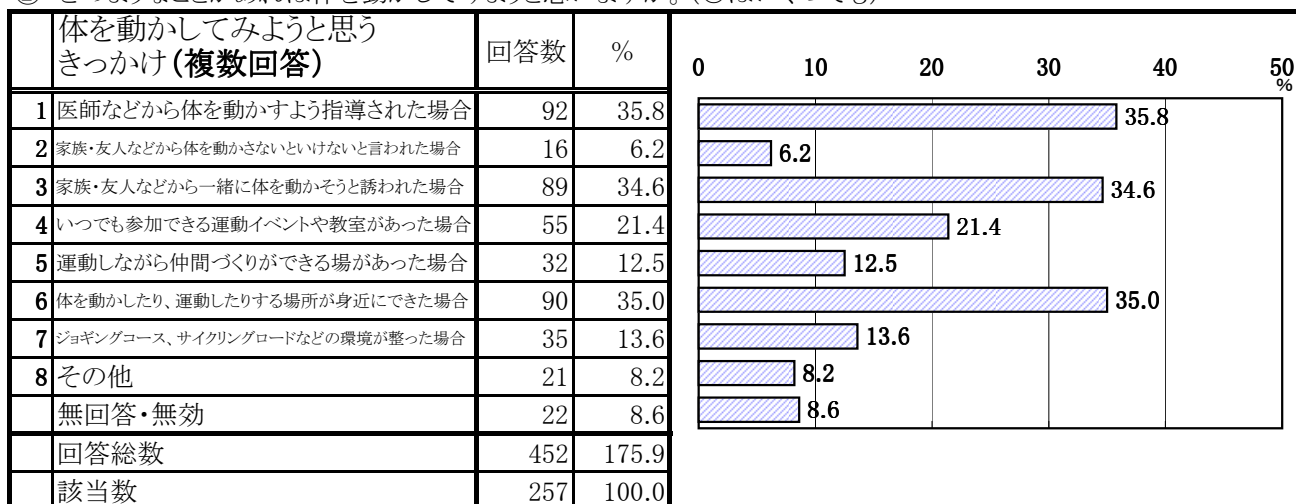 体を動かしてみようと思う
きっかけ(複数回答) 回答数 %
0 10 20 30 40 50
%
1 医師などから体を動かすよう指導された場合 92 35.8 35.8
2 家族・友人などから体を動かさないといけないと言われた場合 16 6.2 6.2
3 家族・友人などから一緒に体を動かそうと誘われた場合 89 34.6 34.6
4 いつでも参加できる運動イベントや教室があった場合 55 21.4 21.4
5 運動しながら仲間づくりができる場があった場合 32 12.5 12.5
6 体を動かしたり、運動したりする場所が身近にできた場合 90 35.0 35.0
7 ジョギングコース、サイクリングロードなどの環境が整った場合 35 13.6 13.6
8 その他 21 8.2 8.2
無回答・無効 22 8.6 8.6
回答総数 452 175.9
該当数 257 100.0